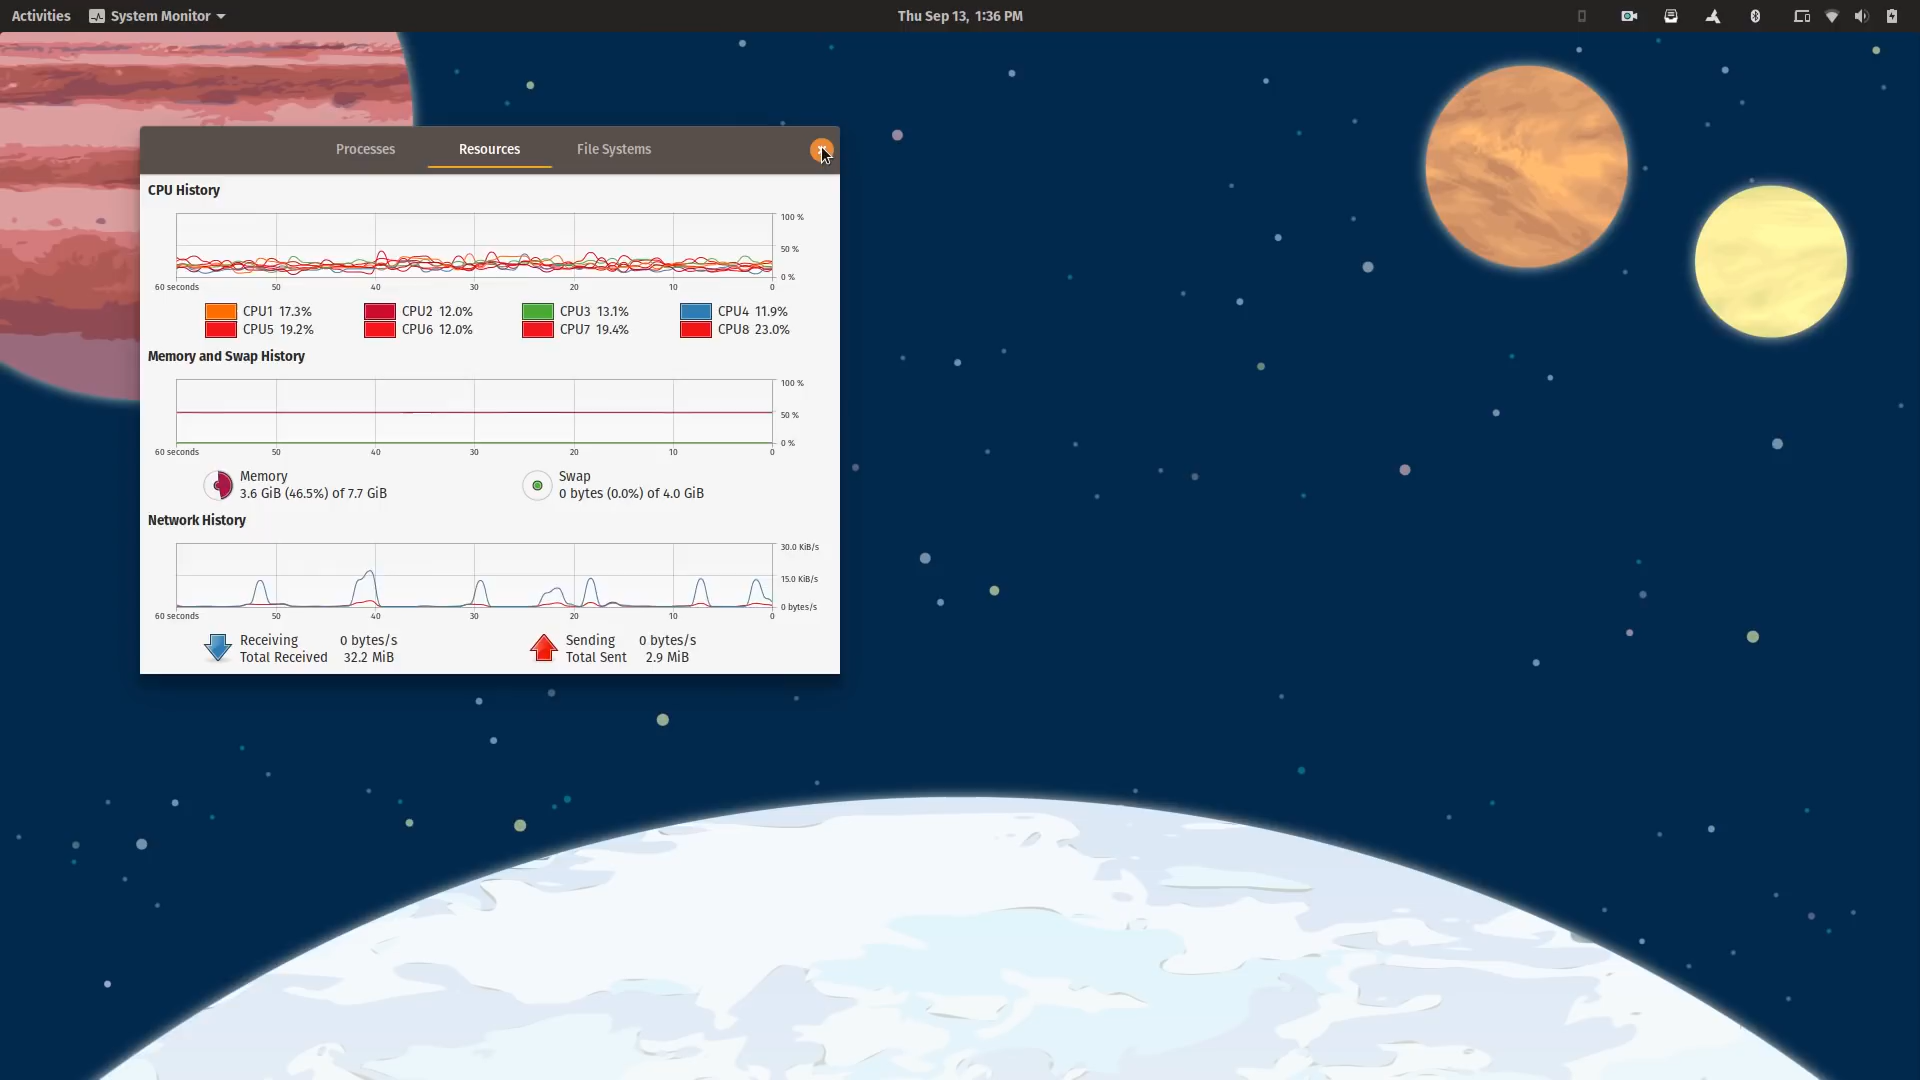 Activities System Monitor Thu Sep 13, 1:36 PM
Processes Resources File Systems
CPU History
100 %
50 %
0 %
60 seconds 50 40 30 20 10 0
CPU1 17.3% CPU2 12.0% CPU3 13.1% CPU4 11.9%
CPU5 19.2% CPU6 12.0% CPU7 19.4% CPU8 23.0%
Memory and Swap History
100 %
50 %
0 %
60 seconds 50 40 30 20 10 0
Memory Swap
3.6 GiB (46.5%) of 7.7 GiB 0 bytes (0.0%) of 4.0 GiB
Network History
30.0 KiB/s
15.0 KiB/s
0 bytes/s
60 seconds 50 40 30 20 10 0
Receiving 0 bytes/s Sending 0 bytes/s
Total Received 32.2 MiB Total Sent 2.9 MiB